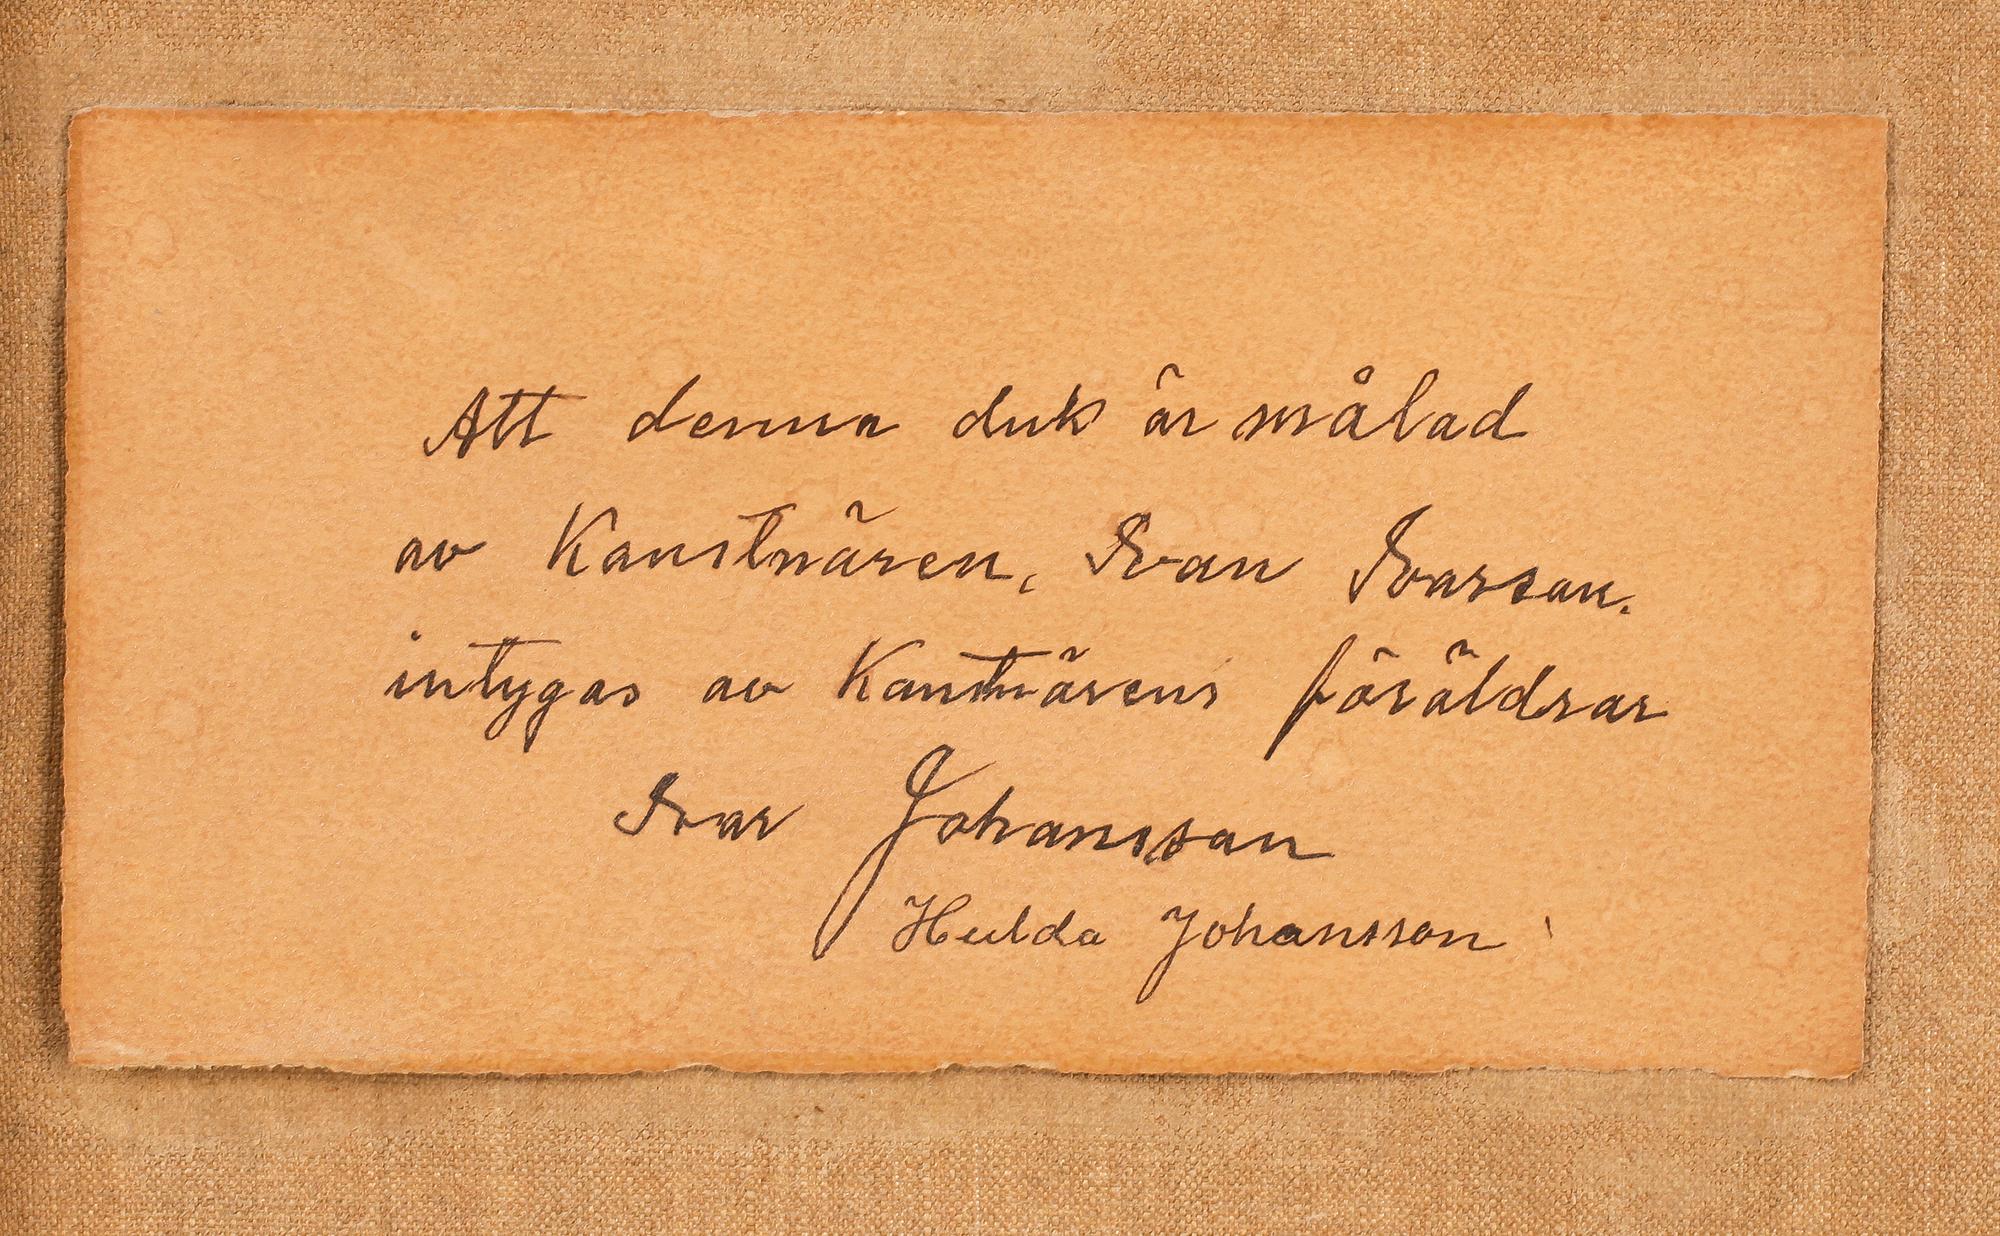 Att denna duk är målad
av Konstnären, Ivan Ivarson.
intygas av Konstnärens föräldrar
Ivar Johansson
Hulda Johansson